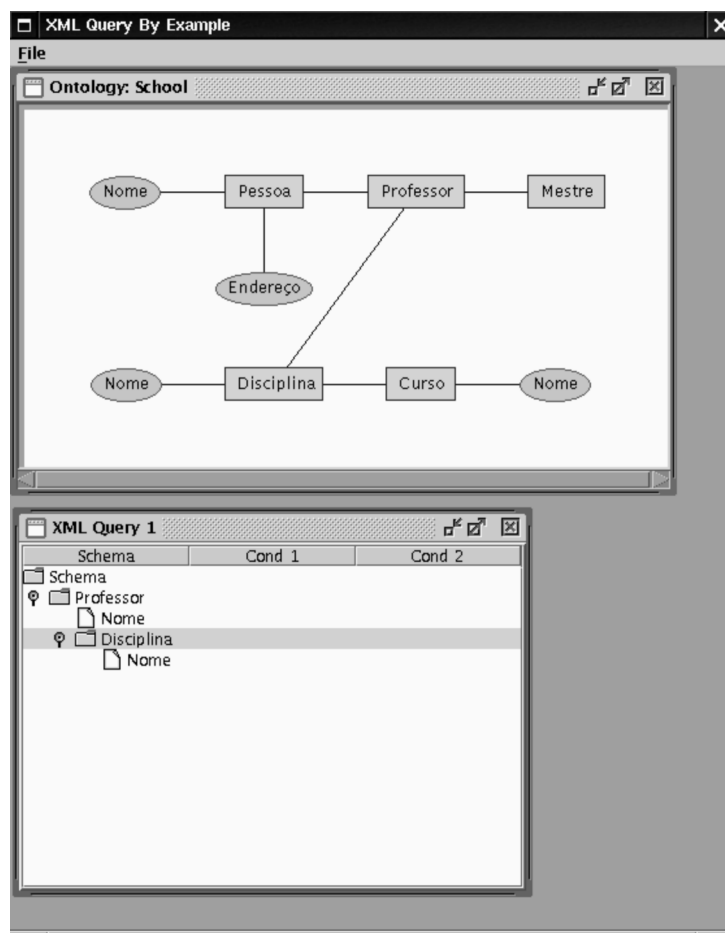 XML Query By Example
File
Ontology: School
Nome Pessoa Professor Mestre
Endereço
Nome Disciplina Curso Nome
XML Query 1
Schema Cond 1 Cond 2
Schema
Professor
Nome
Disciplina
Nome